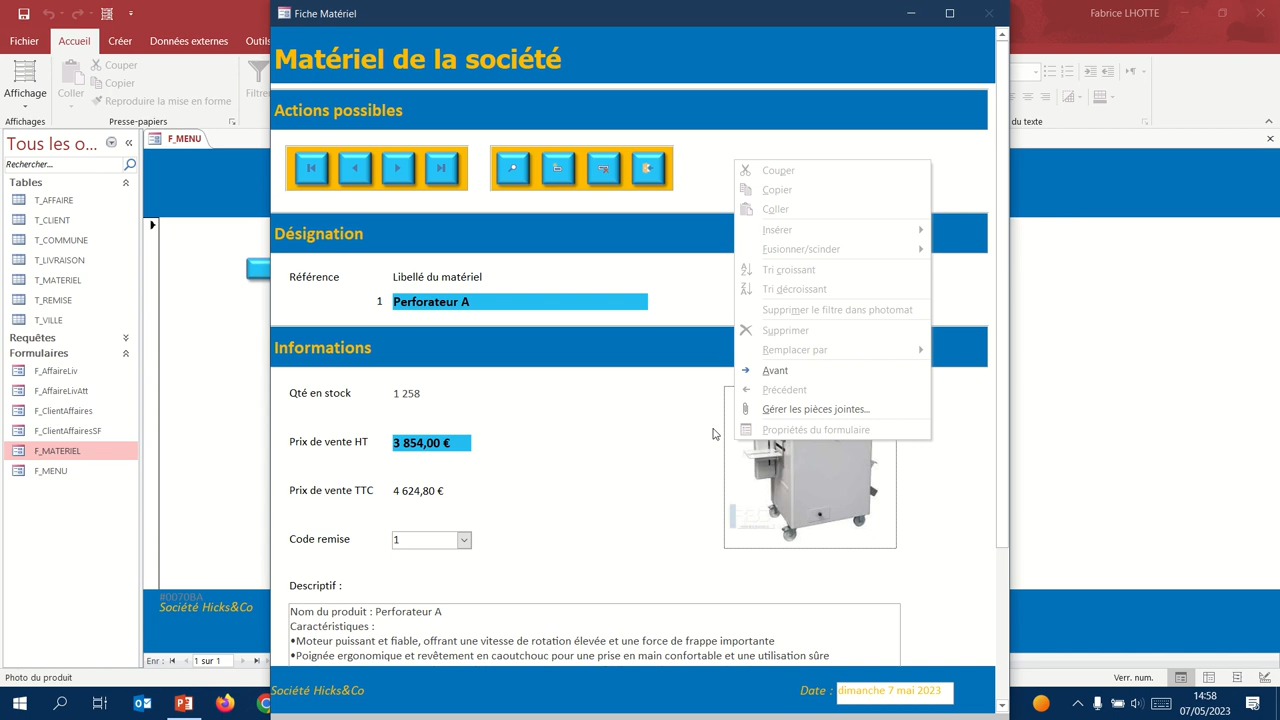 Fiche Matériel
Fabrice LHOTTE
Fichier
Accueil
Créer
Données externes
Outils
Affichage
Coller
Couper
Copier
Reproduire la mise en forme
Affichages
Presse-papiers
du texte
Tous les o...
Rechercher...
Tables
T_AFFAIRE
T_CLIENT
T_COMMUNE
T_LIVRAISON
T_MATERIEL
T_REMISE
T_VILLE
Requêtes
Formulaires
F_AffaireLiv
F_AffaireLivAtt
F_ClientAffaires
F_ClientAffairesSF
F_MATERIEL
F_MENU
F_MENU
#0070BA
Société Hicks&Co
Enr : 1 sur 1
Matériel de la société
Actions possibles
Désignation
Référence
Libellé du matériel
1
Perforateur A
Informations
Qté en stock
1 258
Prix de vente HT
3 854,00 €
Prix de vente TTC
4 624,80 €
Code remise
1
Descriptif :
Nom du produit : Perforateur A
Caractéristiques :
•Moteur puissant et fiable, offrant une vitesse de rotation élevée et une force de frappe importante
•Poignée ergonomique et revêtement en caoutchouc pour une prise en main confortable et une utilisation sûre
Société Hicks&Co
Date : dimanche 7 mai 2023
Couper
Copier
Coller
Insérer
Fusionner/scinder
Tri croissant
Tri décroissant
Supprimer le filtre dans photomat
Supprimer
Remplacer par
Avant
Précédent
Gérer les pièces jointes...
Propriétés du formulaire
Photo du produit
Verr. num.
14:58
07/05/2023